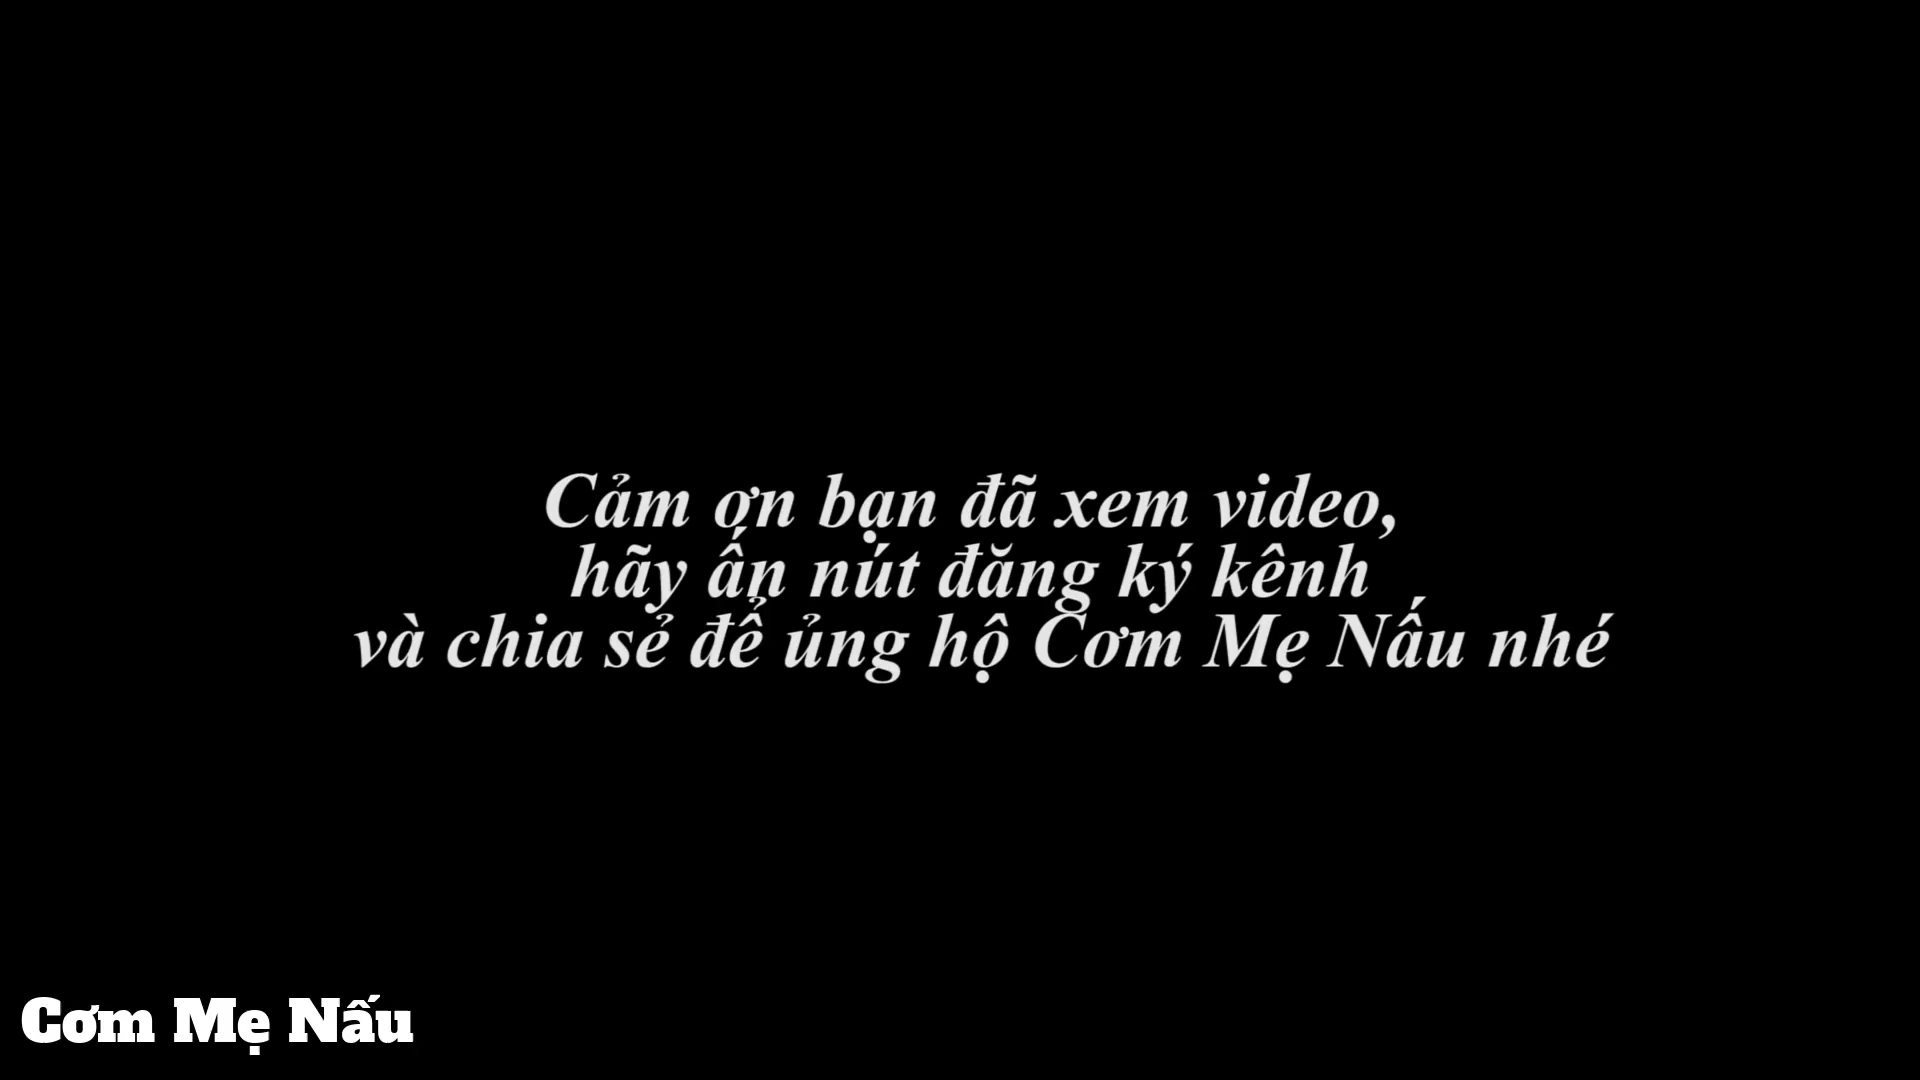 Cảm ơn bạn đã xem video,
hãy ấn nút đăng ký kênh
và chia sẻ để ủng hộ Cơm Mẹ Nấu nhé
Cơm Mẹ Nấu